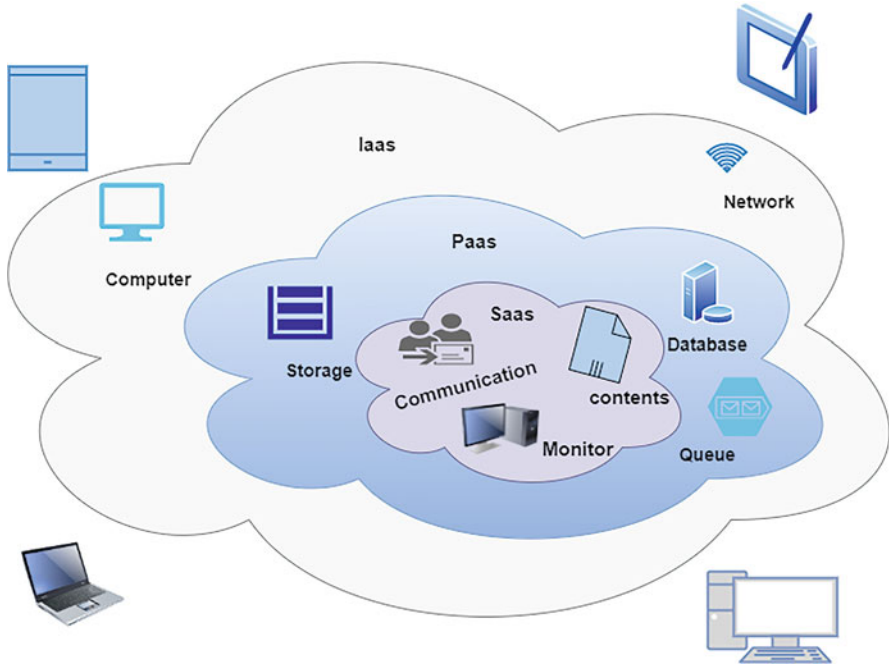 Iaas
Network
Paas
Computer
Saas
Database
Storage
Communication
contents
Monitor
Queue